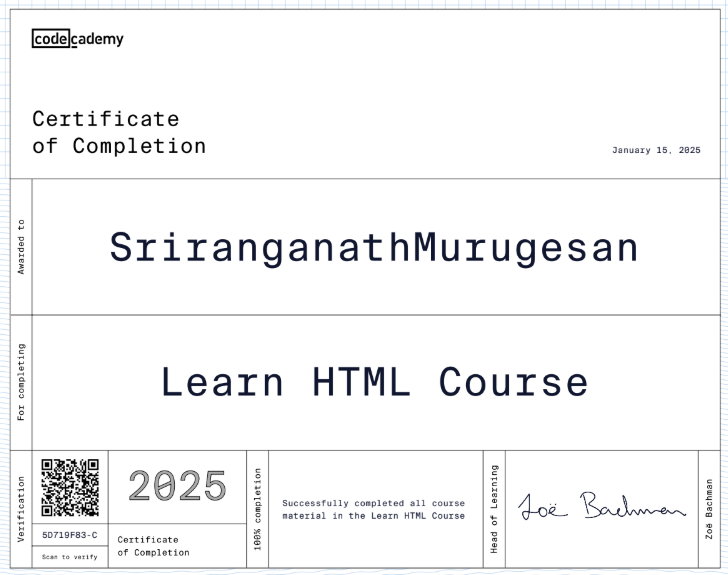 codecademy
Certificate
of Completion
January 15, 2025
Awarded to
SriranganathMurugesan
For completing
Learn HTML Course
Verification
5D719F83-C
Scan to verify
2025
Certificate
of Completion
100% completion
Successfully completed all course
material in the Learn HTML Course
Head of Learning
Zoë Bachman
Zoë Bachman